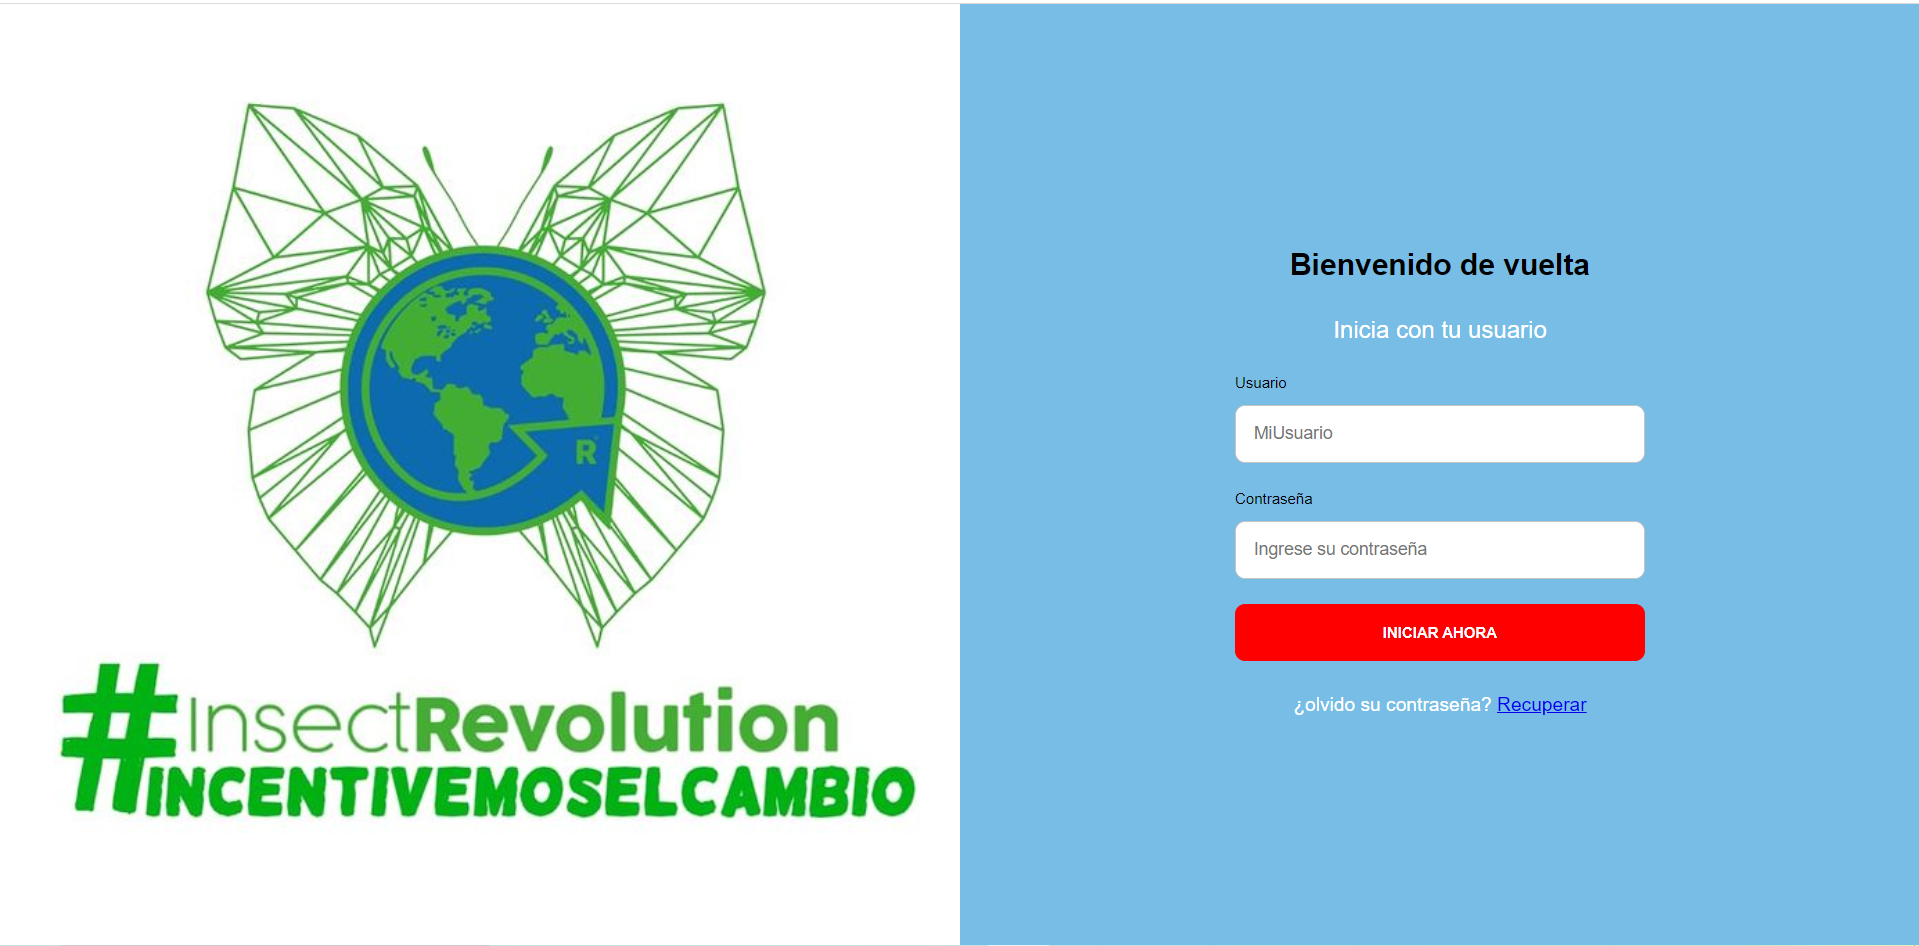 R
#InsectRevolution
INCENTIVEMOSELCAMBIO
Bienvenido de vuelta
Inicia con tu usuario
Usuario
MiUsuario
Contraseña
Ingrese su contraseña
INICIAR AHORA
¿olvido su contraseña? Recuperar